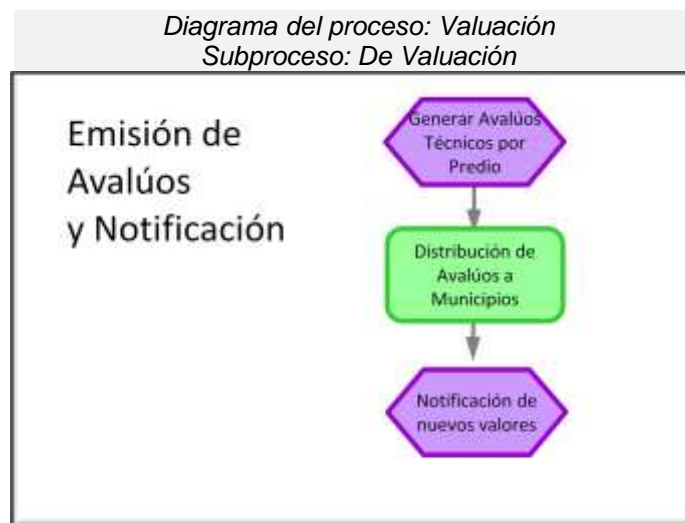 Diagrama del proceso: Valuación
Subproceso: De Valuación
Emisión de
Avalúos
y Notificación
Generar Avalúos
Técnicos por
Predio
Distribución de
Avalúos a
Municipios
Notificación de
nuevos valores